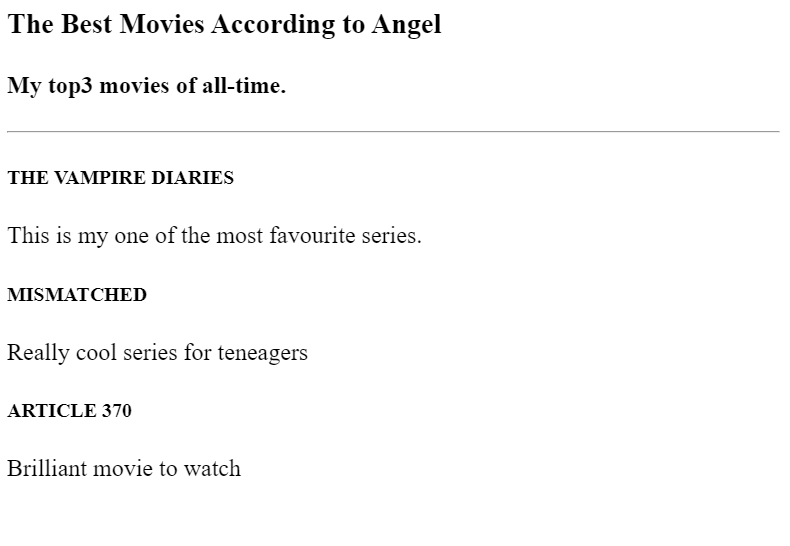 The Best Movies According to Angel
My top3 movies of all-time.
THE VAMPIRE DIARIES
This is my one of the most favourite series.
MISMATCHED
Really cool series for teneagers
ARTICLE 370
Brilliant movie to watch